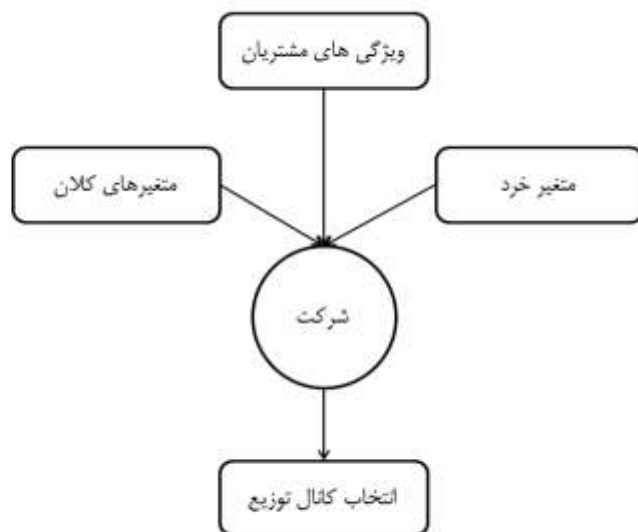 ویژگی های مشتریان
متغیر خرد
متغیرهای کلان
شرکت
انتخاب کانال توزیع